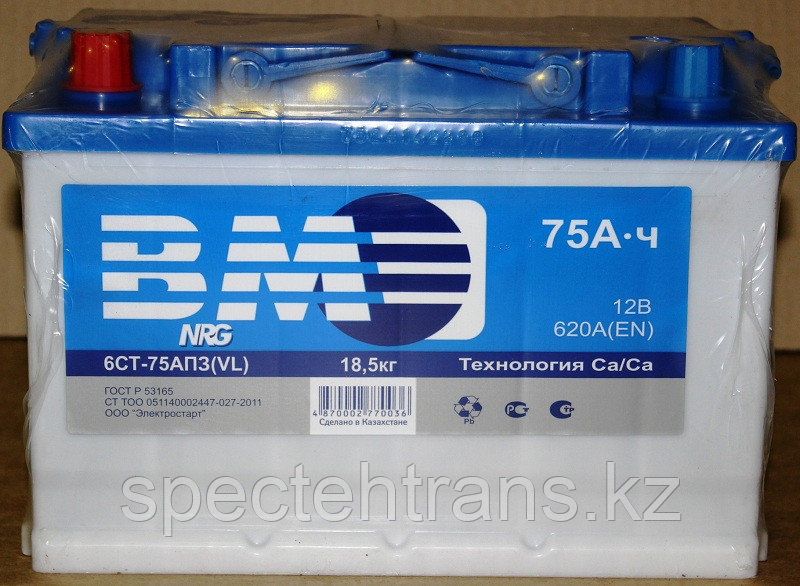 BM
NRG
75А·ч
12В
620А(EN)
6СТ-75АПЗ(VL)
18,5кг
Технология Ca/Ca
ГОСТ Р 53165
СТ ТОО 051140002447-027-2011
ООО "Электростарт"
4 870002 770036
Сделано в Казахстане
Pb
spectehtrans.kz